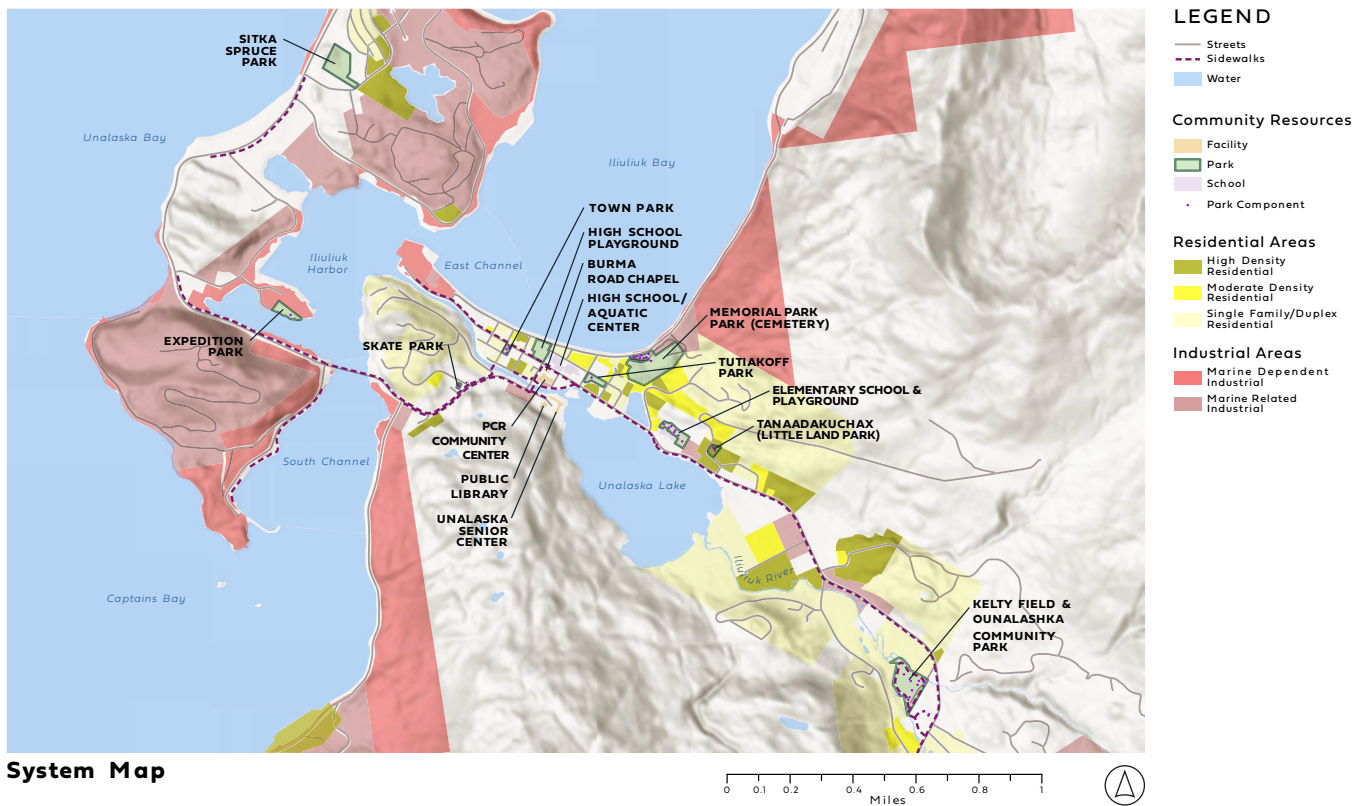 SITKA
SPRUCE
PARK
Unalaska Bay
Iliuliuk Bay
TOWN PARK
HIGH SCHOOL
PLAYGROUND
BURMA
ROAD CHAPEL
HIGH SCHOOL/
AQUATIC
CENTER
Iliuliuk
Harbor
East Channel
MEMORIAL PARK
PARK (CEMETERY)
EXPEDITION
PARK
SKATE PARK
TUTIAKOFF
PARK
ELEMENTARY SCHOOL &
PLAYGROUND
TANAADAKUCHAX
(LITTLE LAND PARK)
PCR
COMMUNITY
CENTER
South Channel
PUBLIC
LIBRARY
Unalaska Lake
UNALASKA
SENIOR
CENTER
Iliuliuk River
Captains Bay
KELTY FIELD &
OUNALASHKA
COMMUNITY
PARK
LEGEND
Streets
Sidewalks
Water
Community Resources
Facility
Park
School
Park Component
Residential Areas
High Density
Residential
Moderate Density
Residential
Single Family/Duplex
Residential
Industrial Areas
Marine Dependent
Industrial
Marine Related
Industrial
System Map
0 0.1 0.2 0.4 0.6 0.8 1
Miles